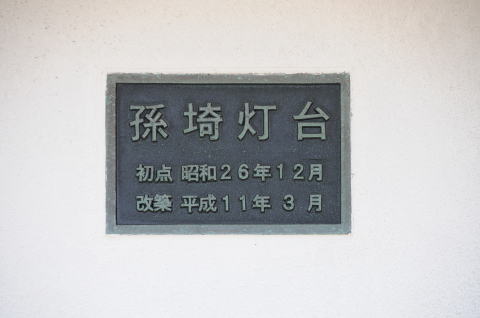 孫埼灯台
初点 昭和26年12月
改築 平成11年 3 月